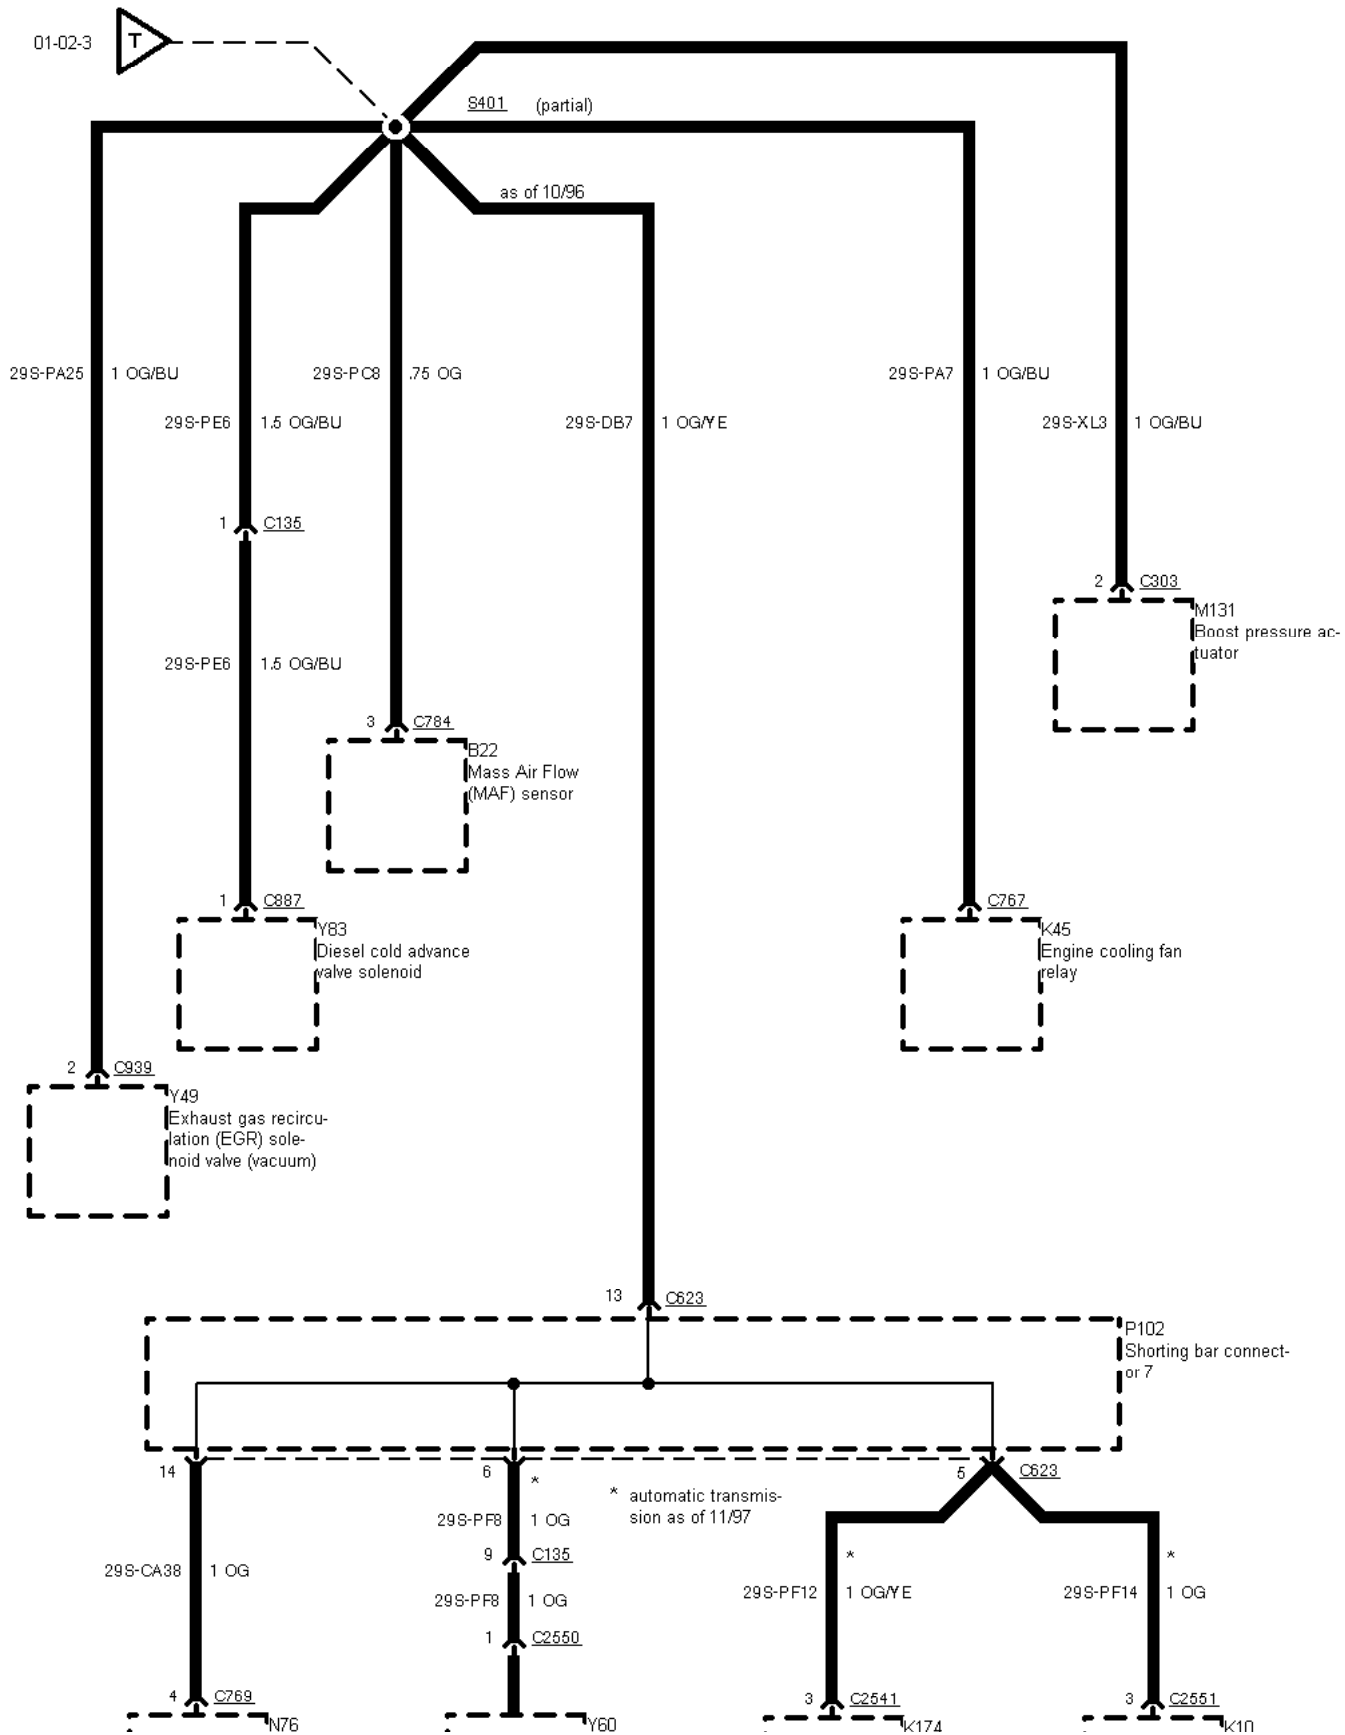 01-02-3
T
S401 (partial)
as of 10/96
29S-PA25 1 OG/BU
29S-PC8 .75 OG
29S-PA7 1 OG/BU
29S-PE6 1.5 OG/BU
29S-DB7 1 OG/YE
29S-XL3 1 OG/BU
1 C135
2 C303
M131
Boost pressure ac-
tuator
29S-PE6 1.5 OG/BU
3 C784
B22
Mass Air Flow
(MAF) sensor
1 C887
Y83
Diesel cold advance
valve solenoid
C767
K45
Engine cooling fan
relay
2 C939
Y49
Exhaust gas recircu-
lation (EGR) sole-
noid valve (vacuum)
13 C623
P102
Shorting bar connect-
or 7
14
6
*
* automatic transmis-
sion as of 11/97
5 C623
29S-PF8 1 OG
9 C135
29S-CA38 1 OG
*
*
29S-PF8 1 OG
29S-PF12 1 OG/YE
29S-PF14 1 OG
1 C2550
4 C769
3 C2541
3 C2551
N76
Y60
K174
K10